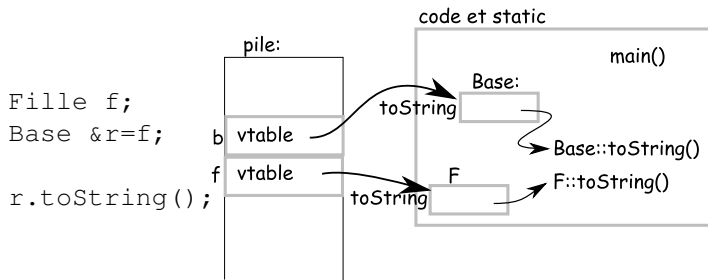 Fille f;
Base &r=f;
r.toString();
pile:
b
vtable
f
vtable
code et static
main()
Base:
toString
Base::toString()
F
toString
F::toString()